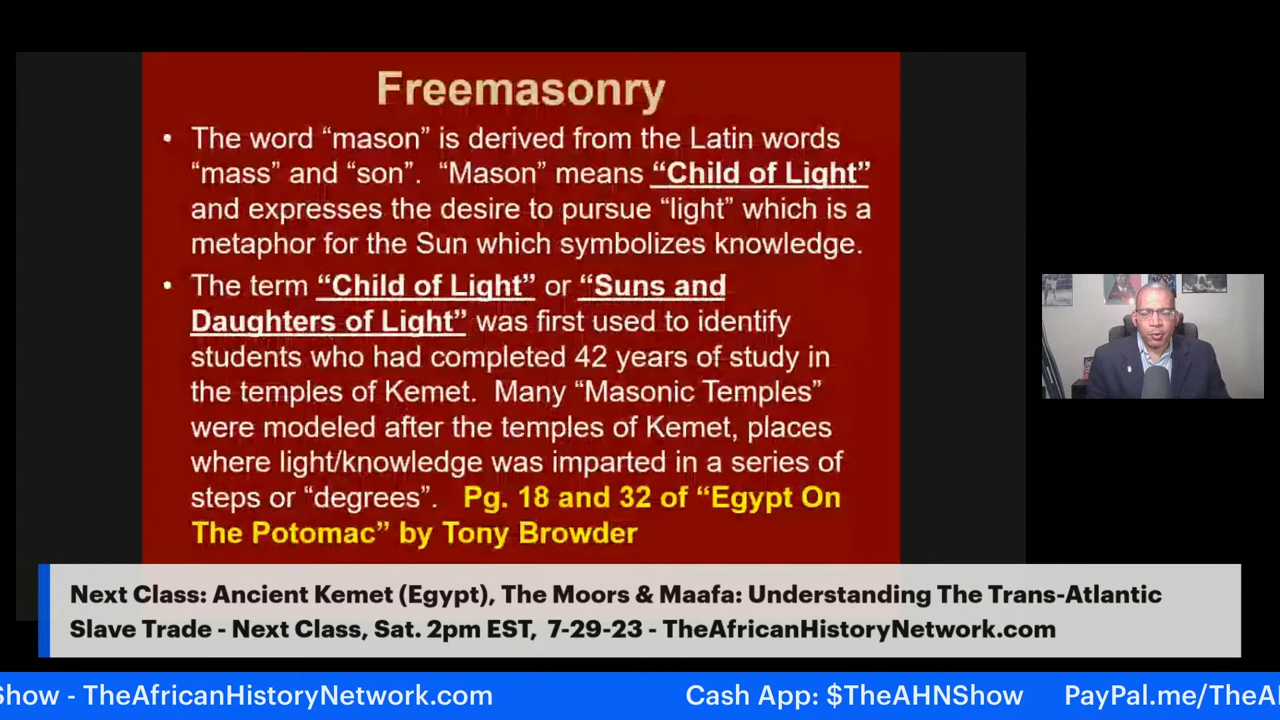 Freemasonry
• The word “mason” is derived from the Latin words
“mass” and “son”. “Mason” means “Child of Light”
and expresses the desire to pursue “light” which is a
metaphor for the Sun which symbolizes knowledge.
• The term “Child of Light” or “Suns and
Daughters of Light” was first used to identify
students who had completed 42 years of study in
the temples of Kemet. Many “Masonic Temples”
were modeled after the temples of Kemet, places
where light/knowledge was imparted in a series of
steps or “degrees”. Pg. 18 and 32 of “Egypt On
The Potomac” by Tony Browder
Next Class: Ancient Kemet (Egypt), The Moors & Maafa: Understanding The Trans-Atlantic
Slave Trade - Next Class, Sat. 2pm EST, 7-29-23 - TheAfricanHistoryNetwork.com
Show - TheAfricanHistoryNetwork.com Cash App: $TheAHNShow PayPal.me/TheA